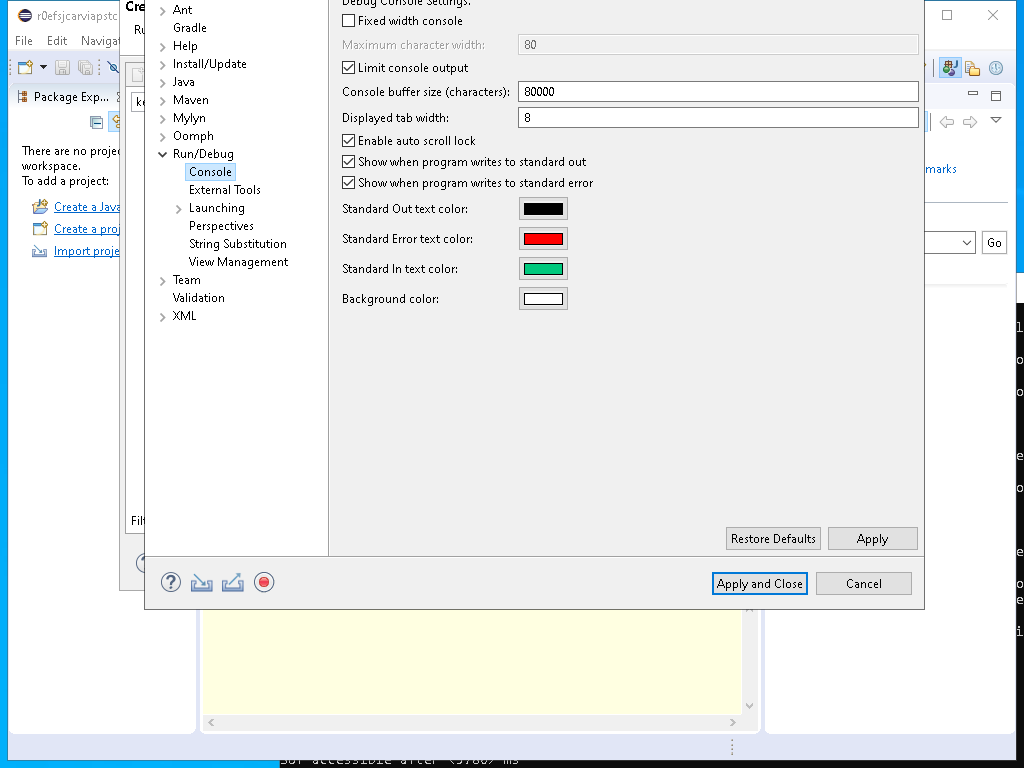 r0efsjcarviapstc
Cre
File Edit Navigat
Ru
Package Exp...
ke
There are no proje
workspace.
To add a project:
Create a Java
Create a proj
Import proje
Filt
Ant
Gradle
Help
Install/Update
Java
Maven
Mylyn
Oomph
Run/Debug
Console
External Tools
Launching
Perspectives
String Substitution
View Management
Team
Validation
XML
Debug Console Settings.
Fixed width console
Maximum character width: 80
Limit console output
Console buffer size (characters): 80000
Displayed tab width: 8
Enable auto scroll lock
Show when program writes to standard out
Show when program writes to standard error
Standard Out text color:
Standard Error text color:
Standard In text color:
Background color:
Restore Defaults Apply
Apply and Close Cancel
marks
Go
l
o
o
e
o
e
o
e
i
not accessible after <3780> ms